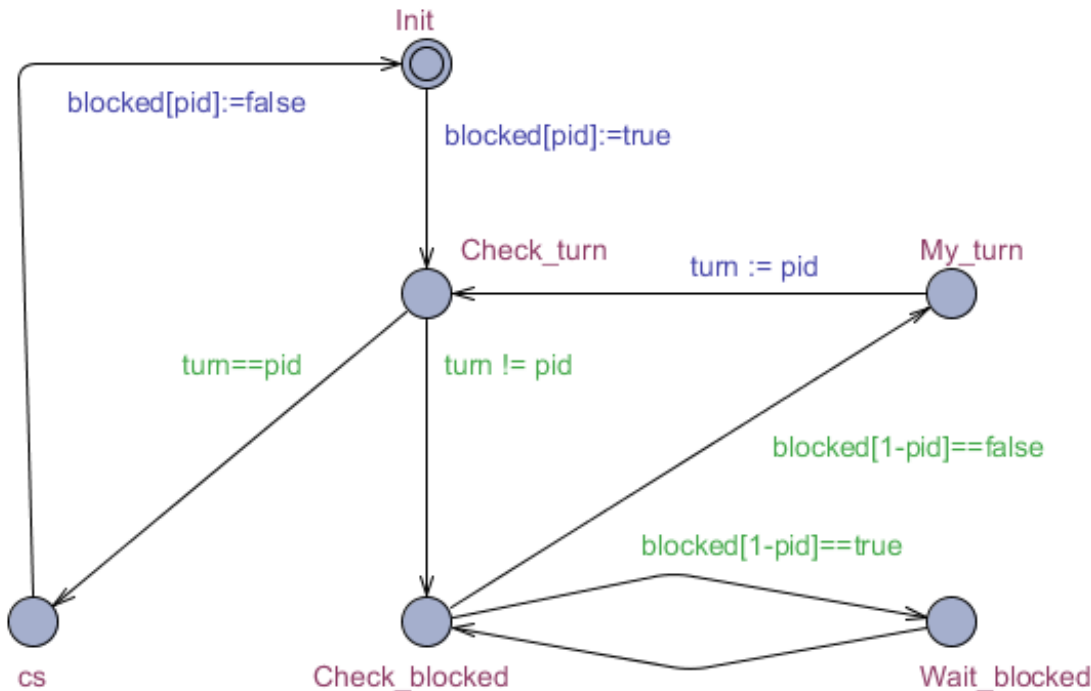 Init
blocked[pid]:=false
blocked[pid]:=true
Check_turn
My_turn
turn := pid
turn==pid
turn != pid
blocked[1-pid]==false
blocked[1-pid]==true
cs
Check_blocked
Wait_blocked